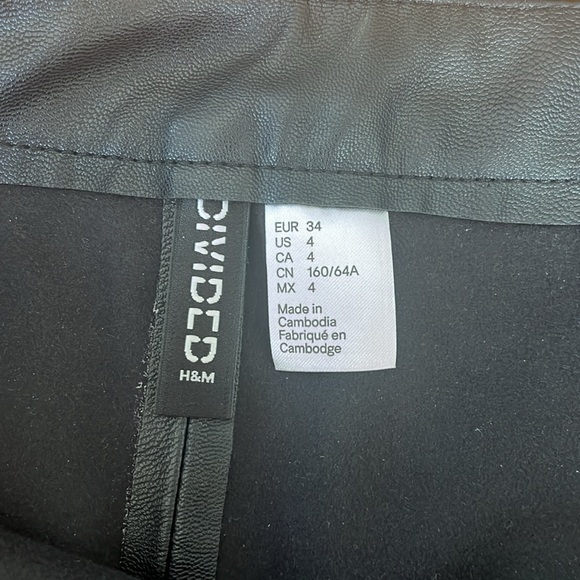 DIVIDED
H&M
EUR 34
US 4
CA 4
CN 160/64A
MX 4
Made in
Cambodia
Fabriqué en
Cambodge